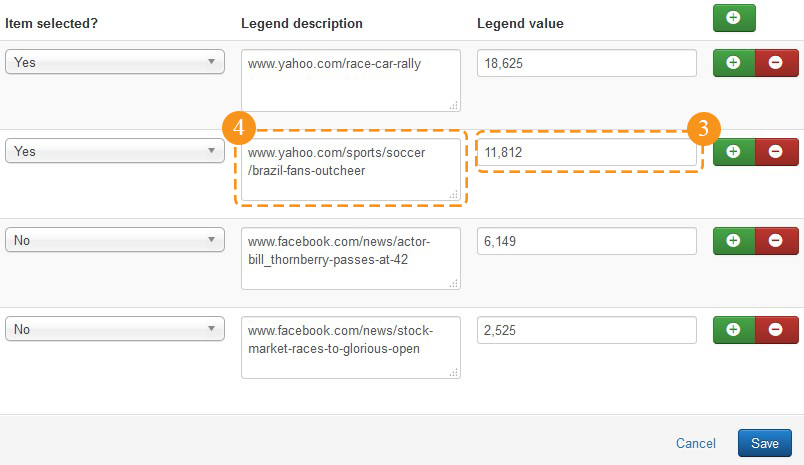 Item selected? Legend description Legend value
Yes www.yahoo.com/race-car-rally 18,625
4 3
Yes www.yahoo.com/sports/soccer 11,812
/brazil-fans-outcheer
No www.facebook.com/news/actor- 6,149
bill_thornberry-passes-at-42
No www.facebook.com/news/stock- 2,525
market-races-to-glorious-open
Cancel Save